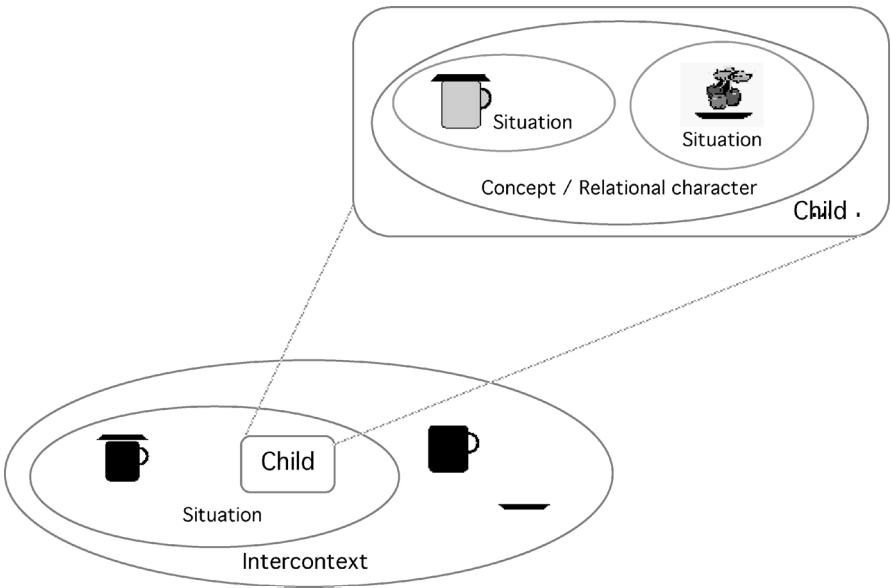 Situation
Situation
Concept / Relational character
Child
Child
Situation
Intercontext